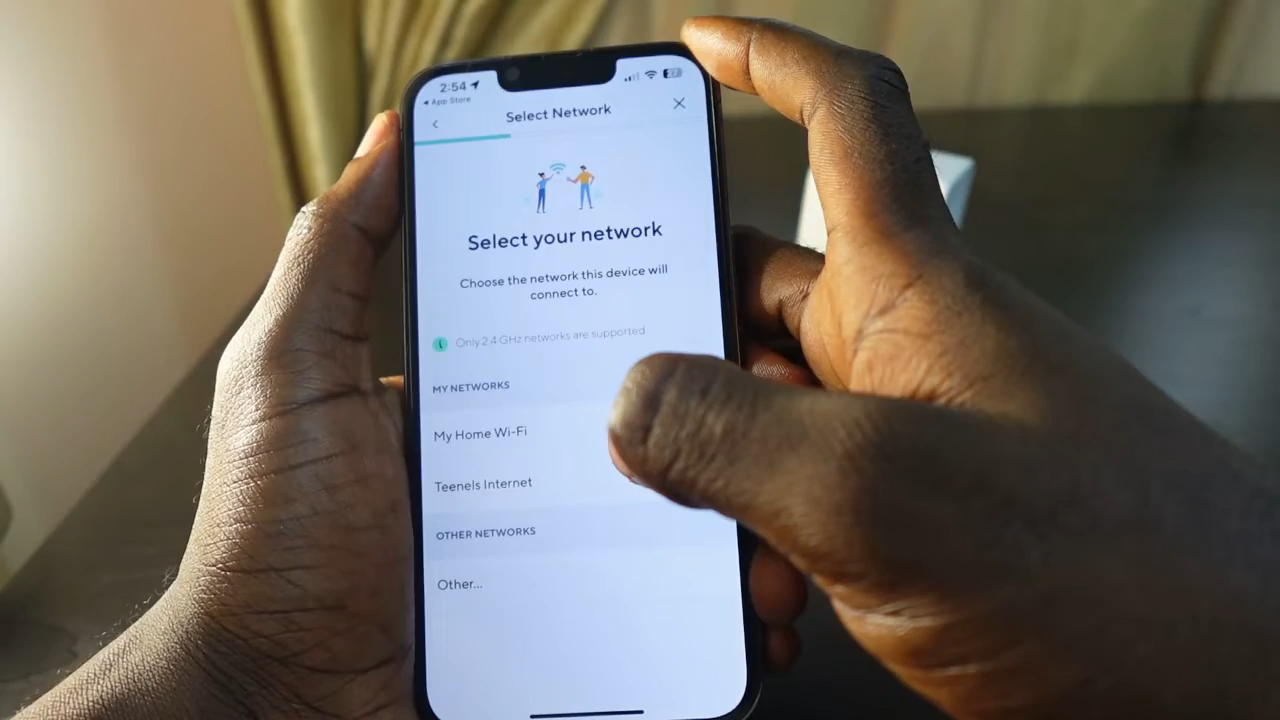 2:54
App Store
Select Network
Select your network
Choose the network this device will
connect to.
Only 2.4 GHz networks are supported
MY NETWORKS
My Home Wi-Fi
Teenels Internet
OTHER NETWORKS
Other...